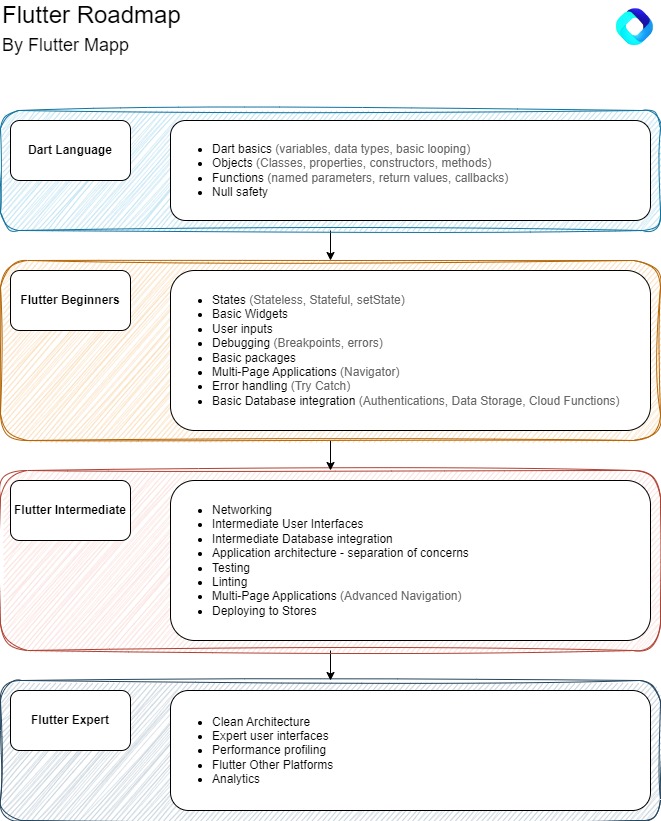 Flutter Roadmap
By Flutter Mapp
Dart Language
Dart basics (variables, data types, basic looping)
Objects (Classes, properties, constructors, methods)
Functions (named parameters, return values, callbacks)
Null safety
Flutter Beginners
States (Stateless, Stateful, setState)
Basic Widgets
User inputs
Debugging (Breakpoints, errors)
Basic packages
Multi-Page Applications (Navigator)
Error handling (Try Catch)
Basic Database integration (Authentications, Data Storage, Cloud Functions)
Flutter Intermediate
Networking
Intermediate User Interfaces
Intermediate Database integration
Application architecture - separation of concerns
Testing
Linting
Multi-Page Applications (Advanced Navigation)
Deploying to Stores
Flutter Expert
Clean Architecture
Expert user interfaces
Performance profiling
Flutter Other Platforms
Analytics